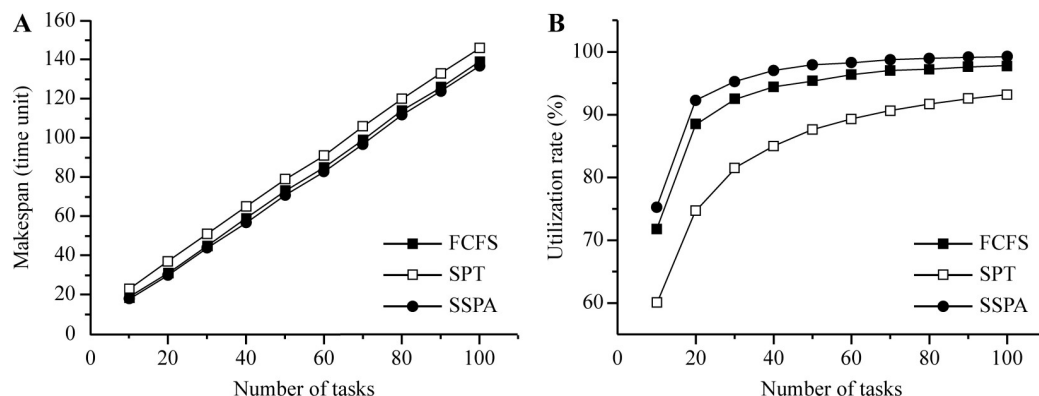 A
Makespan (time unit)
160
140
120
100
80
60
40
20
0
0 20 40 60 80 100
Number of tasks
FCFS
SPT
SSPA
B
Utilization rate (%)
100
90
80
70
60
0 20 40 60 80 100
Number of tasks
FCFS
SPT
SSPA